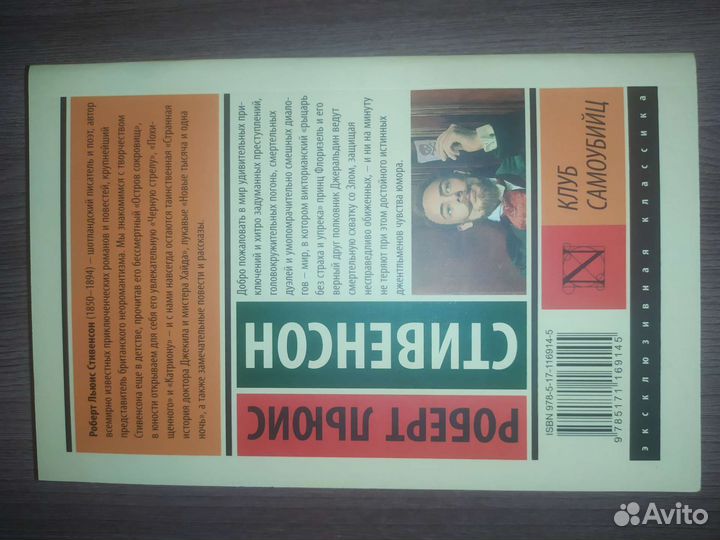 Роберт Льюис Стивенсон (1850–1894) – шотландский писатель и поэт, автор
всемирно известных приключенческих романов и повестей, крупнейший
представитель британского неоромантизма. Мы знакомимся с творчеством
Стивенсона еще в детстве, прочитав его бессмертный «Остров сокровищ»,
в юности открываем для себя его увлекательную «Черную стрелу», «Похи-
щенного» и «Катриону» – и с нами навсегда остаются таинственная «Странная
история доктора Джекила и мистера Хайда», лукавые «Новые тысяча и одна
ночь», а также замечательные повести и рассказы.
РОБЕРТ ЛЬЮИС
СТИВЕНСОН
Добро пожаловать в мир удивительных при-
ключений и хитро задуманных преступлений,
головокружительных погонь, смертельных
дуэлей и умопомрачительно смешных диало-
гов – мир, в котором викторианский «рыцарь
без страха и упрека» принц Флоризель и его
верный друг полковник Джеральдин ведут
смертельную схватку со Злом, защищая
несправедливо обиженных, – и ни на минуту
не теряют при этом достойного истинных
джентльменов чувства юмора.
КЛУБ
САМОУБИЙЦ
ISBN 978-5-17-116914-5
9 785171 169145
эксклюзивная классика
Avito